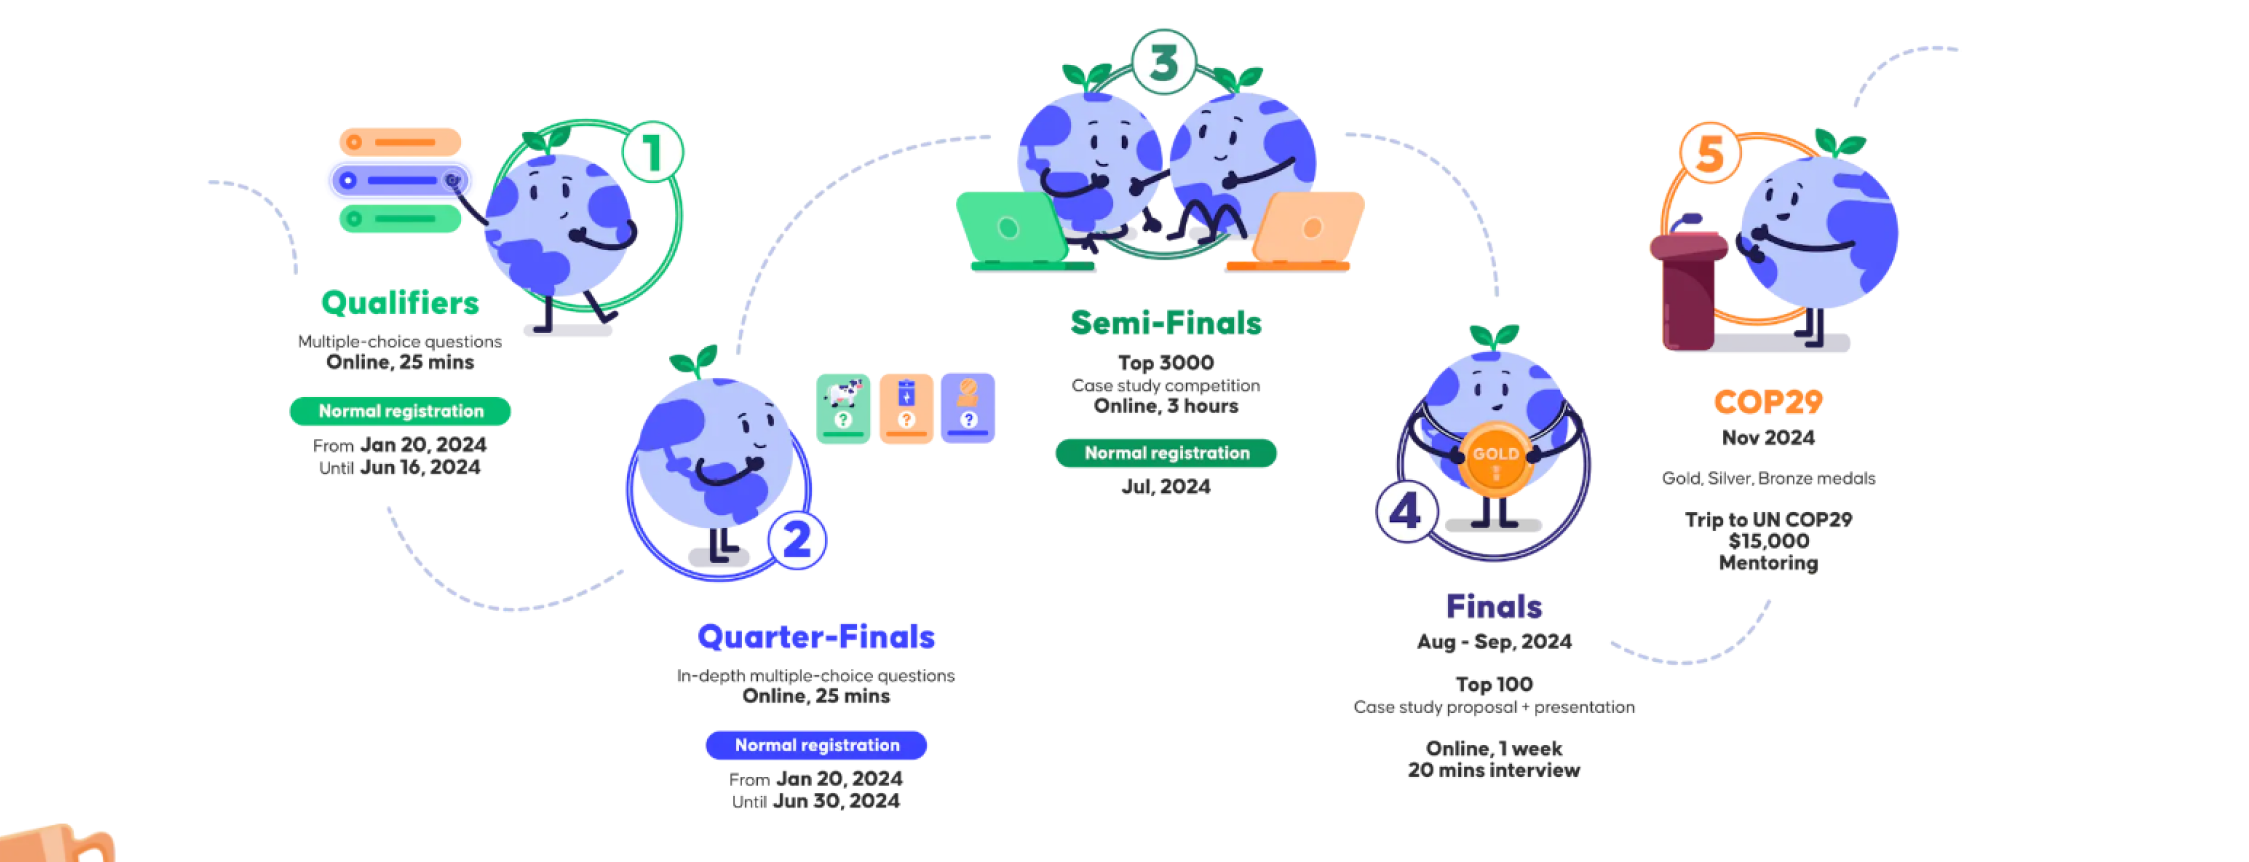 1
Qualifiers
Multiple-choice questions
Online, 25 mins
Normal registration
From Jan 20, 2024
Until Jun 16, 2024
2
?
?
?
Quarter-Finals
In-depth multiple-choice questions
Online, 25 mins
Normal registration
From Jan 20, 2024
Until Jun 30, 2024
3
Semi-Finals
Top 3000
Case study competition
Online, 3 hours
Normal registration
Jul, 2024
GOLD
4
Finals
Aug - Sep, 2024
Top 100
Case study proposal + presentation
Online, 1 week
20 mins interview
5
COP29
Nov 2024
Gold, Silver, Bronze medals
Trip to UN COP29
$15,000
Mentoring